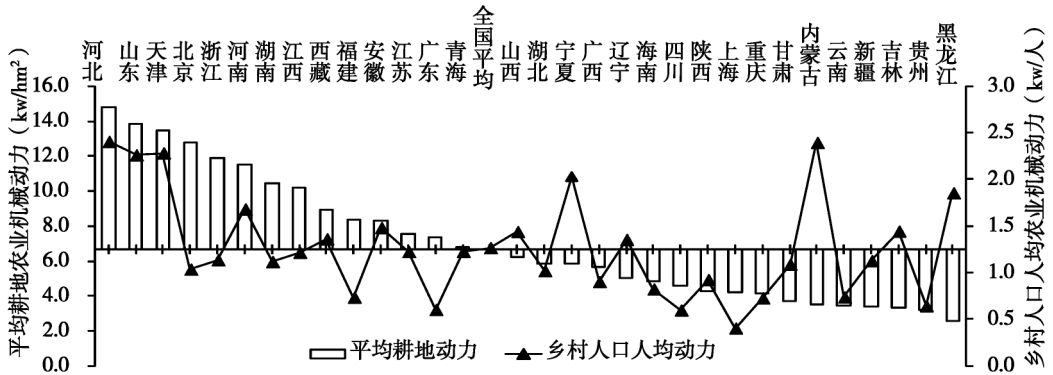 河北
山东
天津
北京
浙江
河南
湖南
江西
西藏
福建
安徽
江苏
广东
青海
全国平均
山西
湖北
宁夏
广西
辽宁
海南
四川
陕西
上海
重庆
甘肃
内蒙古
云南
新疆
吉林
贵州
黑龙江
平均耕地农业机械动力（kw/hm²）
16.0
14.0
12.0
10.0
8.0
6.0
4.0
2.0
0.0
平均耕地动力
乡村人口人均动力
3.0
2.5
2.0
1.5
1.0
0.5
0.0
乡村人口人均农业机械动力（kw/人）